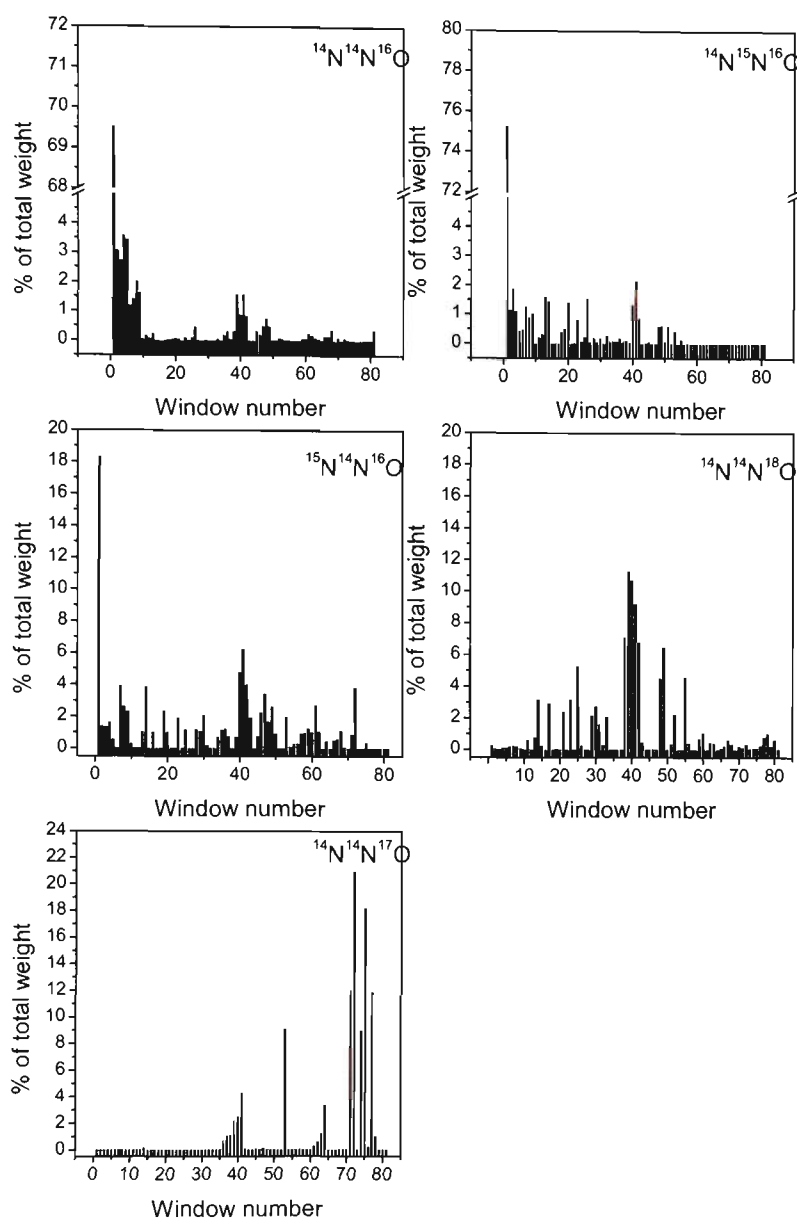 72
71
70
69
68
4
3
2
1
0
% of total weight
¹⁴N¹⁴N¹⁶O
0 20 40 60 80
Window number
80
78
76
74
72
4
3
2
1
0
% of total weight
¹⁴N¹⁵N¹⁶O
0 20 40 60 80
Window number
20
18
16
14
12
10
8
6
4
2
0
% of total weight
¹⁵N¹⁴N¹⁶O
0 20 40 60 80
Window number
20
18
16
14
12
10
8
6
4
2
0
% of total weight
¹⁴N¹⁴N¹⁸O
0 10 20 30 40 50 60 70 80
Window number
24
22
20
18
16
14
12
10
8
6
4
2
0
% of total weight
¹⁴N¹⁴N¹⁷O
0 10 20 30 40 50 60 70 80
Window number